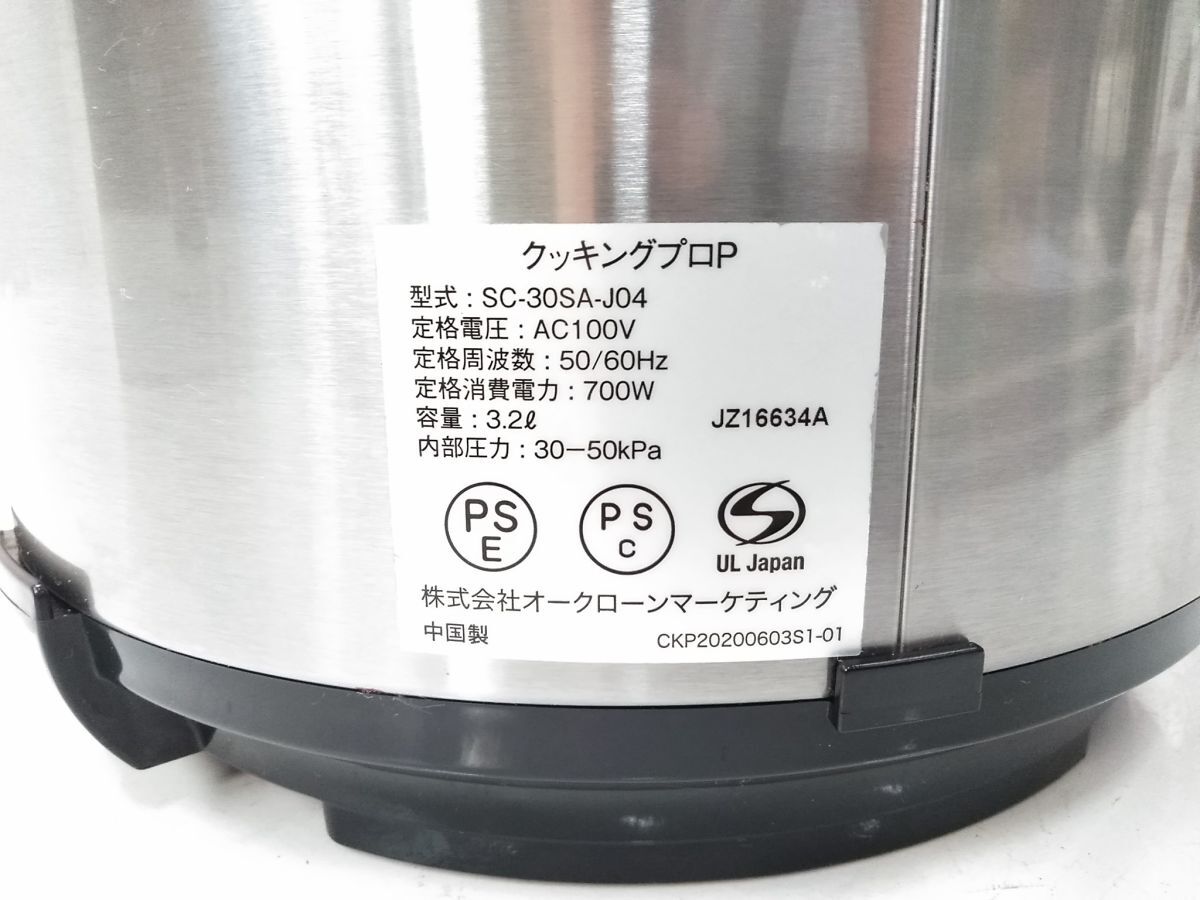 クッキングプロP
型式 : SC-30SA-J04
定格電圧 : AC100V
定格周波数 : 50/60Hz
定格消費電力 : 700W
容量 : 3.2ℓ
JZ16634A
内部圧力 : 30−50kPa
PS
E
PS
C
UL Japan
株式会社オークローンマーケティング
中国製
CKP20200603S1-01